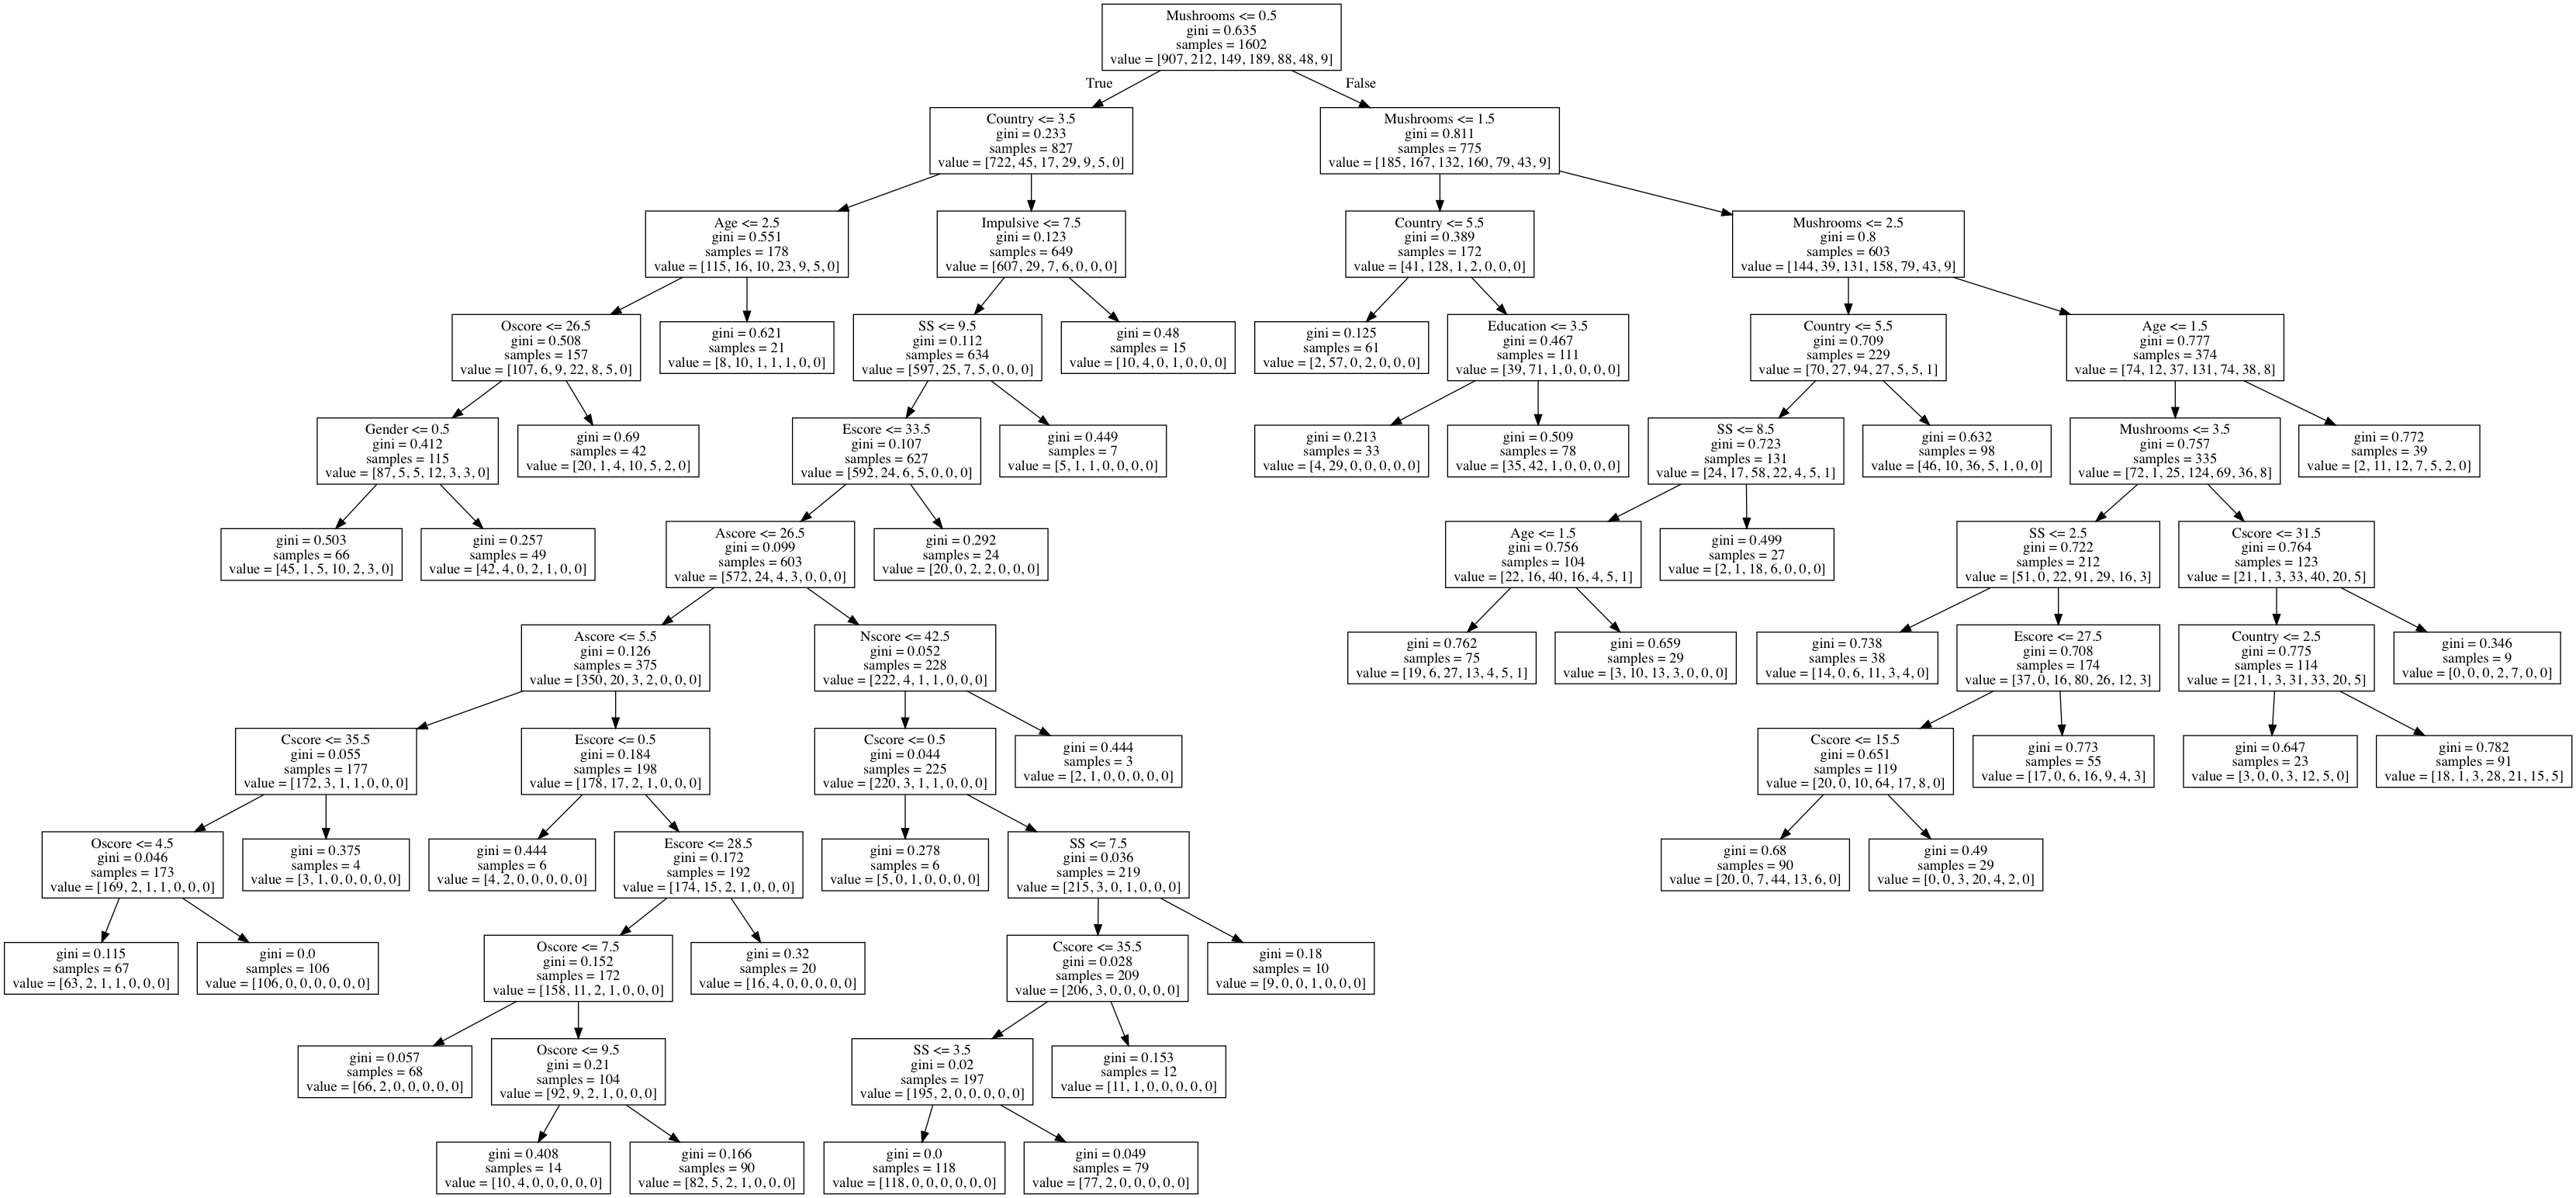 Mushrooms <= 0.5
gini = 0.635
samples = 1602
value = [907, 212, 149, 189, 88, 48, 9]
True
False
Country <= 3.5
gini = 0.233
samples = 827
value = [722, 45, 17, 29, 9, 5, 0]
Mushrooms <= 1.5
gini = 0.811
samples = 775
value = [185, 167, 132, 160, 79, 43, 9]
Age <= 2.5
gini = 0.551
samples = 178
value = [115, 16, 10, 23, 9, 5, 0]
Impulsive <= 7.5
gini = 0.123
samples = 649
value = [607, 29, 7, 6, 0, 0, 0]
Country <= 5.5
gini = 0.389
samples = 172
value = [41, 128, 1, 2, 0, 0, 0]
Mushrooms <= 2.5
gini = 0.8
samples = 603
value = [144, 39, 131, 158, 79, 43, 9]
Oscore <= 26.5
gini = 0.508
samples = 157
value = [107, 6, 9, 22, 8, 5, 0]
gini = 0.621
samples = 21
value = [8, 10, 1, 1, 1, 0, 0]
SS <= 9.5
gini = 0.112
samples = 634
value = [597, 25, 7, 5, 0, 0, 0]
gini = 0.48
samples = 15
value = [10, 4, 0, 1, 0, 0, 0]
gini = 0.125
samples = 61
value = [2, 57, 0, 2, 0, 0, 0]
Education <= 3.5
gini = 0.467
samples = 111
value = [39, 71, 1, 0, 0, 0, 0]
Country <= 5.5
gini = 0.709
samples = 229
value = [70, 27, 94, 27, 5, 5, 1]
Age <= 1.5
gini = 0.777
samples = 374
value = [74, 12, 37, 131, 74, 38, 8]
Gender <= 0.5
gini = 0.412
samples = 115
value = [87, 5, 5, 12, 3, 3, 0]
gini = 0.69
samples = 42
value = [20, 1, 4, 10, 5, 2, 0]
Escore <= 33.5
gini = 0.107
samples = 627
value = [592, 24, 6, 5, 0, 0, 0]
gini = 0.449
samples = 7
value = [5, 1, 1, 0, 0, 0, 0]
gini = 0.213
samples = 33
value = [4, 29, 0, 0, 0, 0, 0]
gini = 0.509
samples = 78
value = [35, 42, 1, 0, 0, 0, 0]
SS <= 8.5
gini = 0.723
samples = 131
value = [24, 17, 58, 22, 4, 5, 1]
gini = 0.632
samples = 98
value = [46, 10, 36, 5, 1, 0, 0]
Mushrooms <= 3.5
gini = 0.757
samples = 335
value = [72, 1, 25, 124, 69, 36, 8]
gini = 0.772
samples = 39
value = [2, 11, 12, 7, 5, 2, 0]
gini = 0.503
samples = 66
value = [45, 1, 5, 10, 2, 3, 0]
gini = 0.257
samples = 49
value = [42, 4, 0, 2, 1, 0, 0]
Ascore <= 26.5
gini = 0.099
samples = 603
value = [572, 24, 4, 3, 0, 0, 0]
gini = 0.292
samples = 24
value = [20, 0, 2, 2, 0, 0, 0]
Age <= 1.5
gini = 0.756
samples = 104
value = [22, 16, 40, 16, 4, 5, 1]
gini = 0.499
samples = 27
value = [2, 1, 18, 6, 0, 0, 0]
SS <= 2.5
gini = 0.722
samples = 212
value = [51, 0, 22, 91, 29, 16, 3]
Cscore <= 31.5
gini = 0.764
samples = 123
value = [21, 1, 3, 33, 40, 20, 5]
Ascore <= 5.5
gini = 0.126
samples = 375
value = [350, 20, 3, 2, 0, 0, 0]
Nscore <= 42.5
gini = 0.052
samples = 228
value = [222, 4, 1, 1, 0, 0, 0]
gini = 0.762
samples = 75
value = [19, 6, 27, 13, 4, 5, 1]
gini = 0.659
samples = 29
value = [3, 10, 13, 3, 0, 0, 0]
gini = 0.738
samples = 38
value = [14, 0, 6, 11, 3, 4, 0]
Escore <= 27.5
gini = 0.708
samples = 174
value = [37, 0, 16, 80, 26, 12, 3]
Country <= 2.5
gini = 0.775
samples = 114
value = [21, 1, 3, 31, 33, 20, 5]
gini = 0.346
samples = 9
value = [0, 0, 0, 2, 7, 0, 0]
Cscore <= 35.5
gini = 0.055
samples = 177
value = [172, 3, 1, 1, 0, 0, 0]
Escore <= 0.5
gini = 0.184
samples = 198
value = [178, 17, 2, 1, 0, 0, 0]
Cscore <= 0.5
gini = 0.044
samples = 225
value = [220, 3, 1, 1, 0, 0, 0]
gini = 0.444
samples = 3
value = [2, 1, 0, 0, 0, 0, 0]
Cscore <= 15.5
gini = 0.651
samples = 119
value = [20, 0, 10, 64, 17, 8, 0]
gini = 0.773
samples = 55
value = [17, 0, 6, 16, 9, 4, 3]
gini = 0.647
samples = 23
value = [3, 0, 0, 3, 12, 5, 0]
gini = 0.782
samples = 91
value = [18, 1, 3, 28, 21, 15, 5]
Oscore <= 4.5
gini = 0.046
samples = 173
value = [169, 2, 1, 1, 0, 0, 0]
gini = 0.375
samples = 4
value = [3, 1, 0, 0, 0, 0, 0]
gini = 0.444
samples = 6
value = [4, 2, 0, 0, 0, 0, 0]
Escore <= 28.5
gini = 0.172
samples = 192
value = [174, 15, 2, 1, 0, 0, 0]
gini = 0.278
samples = 6
value = [5, 0, 1, 0, 0, 0, 0]
SS <= 7.5
gini = 0.036
samples = 219
value = [215, 3, 0, 1, 0, 0, 0]
gini = 0.68
samples = 90
value = [20, 0, 7, 44, 13, 6, 0]
gini = 0.49
samples = 29
value = [0, 0, 3, 20, 4, 2, 0]
gini = 0.115
samples = 67
value = [63, 2, 1, 1, 0, 0, 0]
gini = 0.0
samples = 106
value = [106, 0, 0, 0, 0, 0, 0]
Oscore <= 7.5
gini = 0.152
samples = 172
value = [158, 11, 2, 1, 0, 0, 0]
gini = 0.32
samples = 20
value = [16, 4, 0, 0, 0, 0, 0]
Cscore <= 35.5
gini = 0.028
samples = 209
value = [206, 3, 0, 0, 0, 0, 0]
gini = 0.18
samples = 10
value = [9, 0, 0, 1, 0, 0, 0]
gini = 0.057
samples = 68
value = [66, 2, 0, 0, 0, 0, 0]
Oscore <= 9.5
gini = 0.21
samples = 104
value = [92, 9, 2, 1, 0, 0, 0]
SS <= 3.5
gini = 0.02
samples = 197
value = [195, 2, 0, 0, 0, 0, 0]
gini = 0.153
samples = 12
value = [11, 1, 0, 0, 0, 0, 0]
gini = 0.408
samples = 14
value = [10, 4, 0, 0, 0, 0, 0]
gini = 0.166
samples = 90
value = [82, 5, 2, 1, 0, 0, 0]
gini = 0.0
samples = 118
value = [118, 0, 0, 0, 0, 0, 0]
gini = 0.049
samples = 79
value = [77, 2, 0, 0, 0, 0, 0]